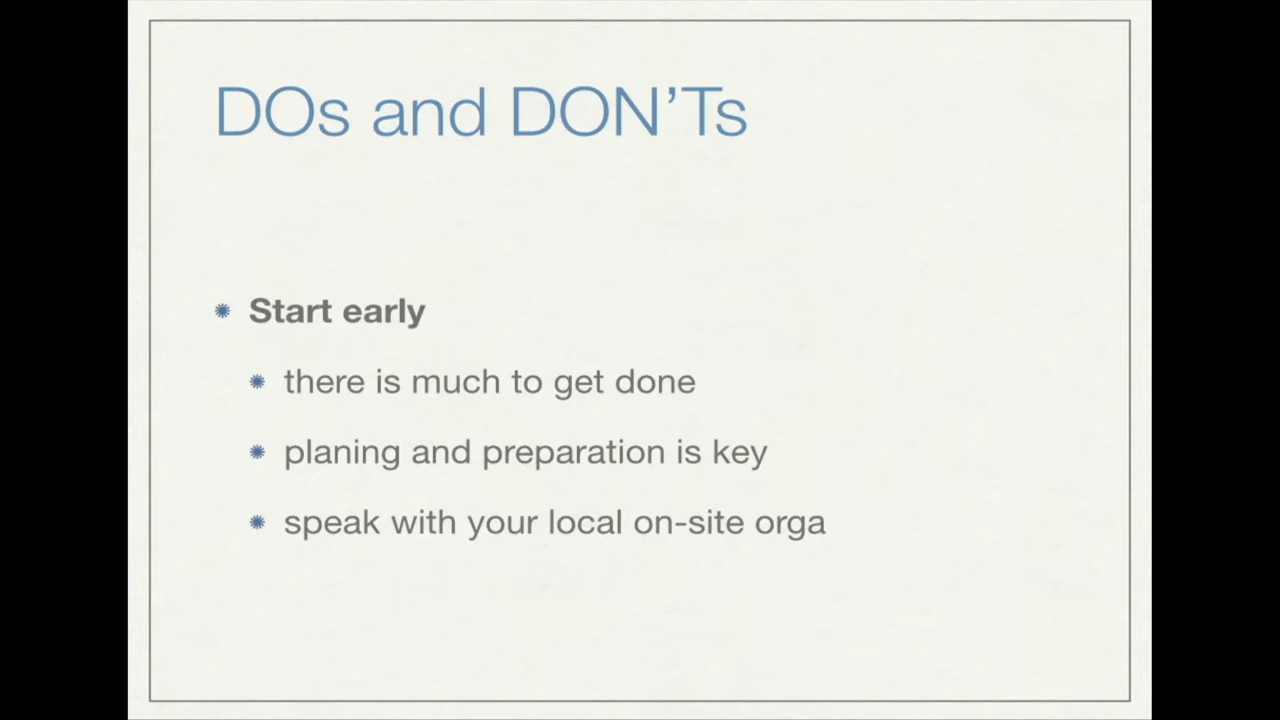 DOs and DON’Ts
Start early
there is much to get done
planing and preparation is key
speak with your local on-site orga